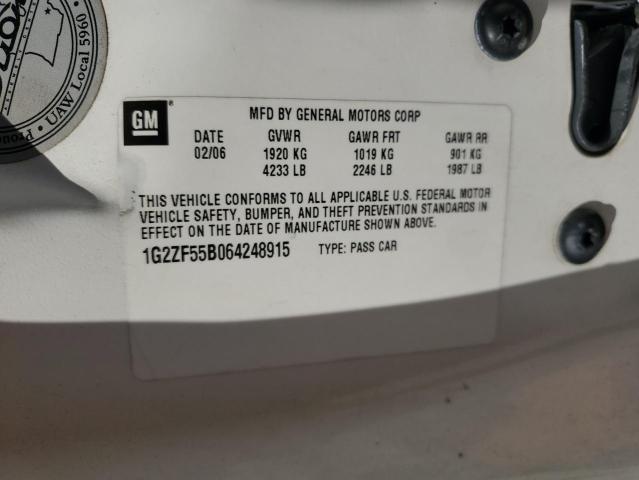 UAW Local 5960
GM
MFD BY GENERAL MOTORS CORP
DATE GVWR GAWR FRT GAWR RR
02/06 1920 KG 1019 KG 901 KG
4233 LB 2246 LB 1987 LB
THIS VEHICLE CONFORMS TO ALL APPLICABLE U.S. FEDERAL MOTOR
VEHICLE SAFETY, BUMPER, AND THEFT PREVENTION STANDARDS IN
EFFECT ON THE DATE OF MANUFACTURE SHOWN ABOVE.
1G2ZF55B064248915 TYPE: PASS CAR